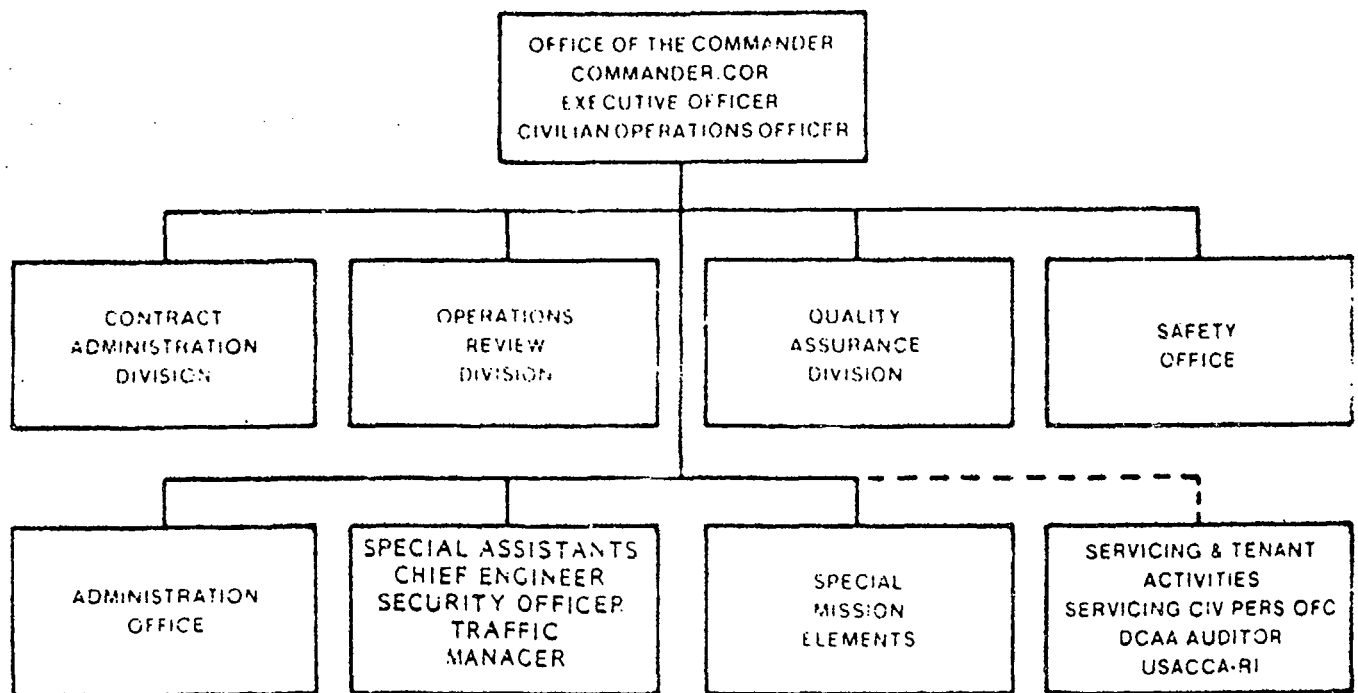 OFFICE OF THE COMMANDER
COMMANDER.COR
EXECUTIVE OFFICER
CIVILIAN OPERATIONS OFFICER
CONTRACT
ADMINISTRATION
DIVISION
OPERATIONS
REVIEW
DIVISION
QUALITY
ASSURANCE
DIVISION
SAFETY
OFFICE
ADMINISTRATION
OFFICE
SPECIAL ASSISTANTS
CHIEF ENGINEER
SECURITY OFFICER
TRAFFIC
MANAGER
SPECIAL
MISSION
ELEMENTS
SERVICING & TENANT
ACTIVITIES
SERVICING CIV PERS OFC
DCAA AUDITOR
USACCA-RI